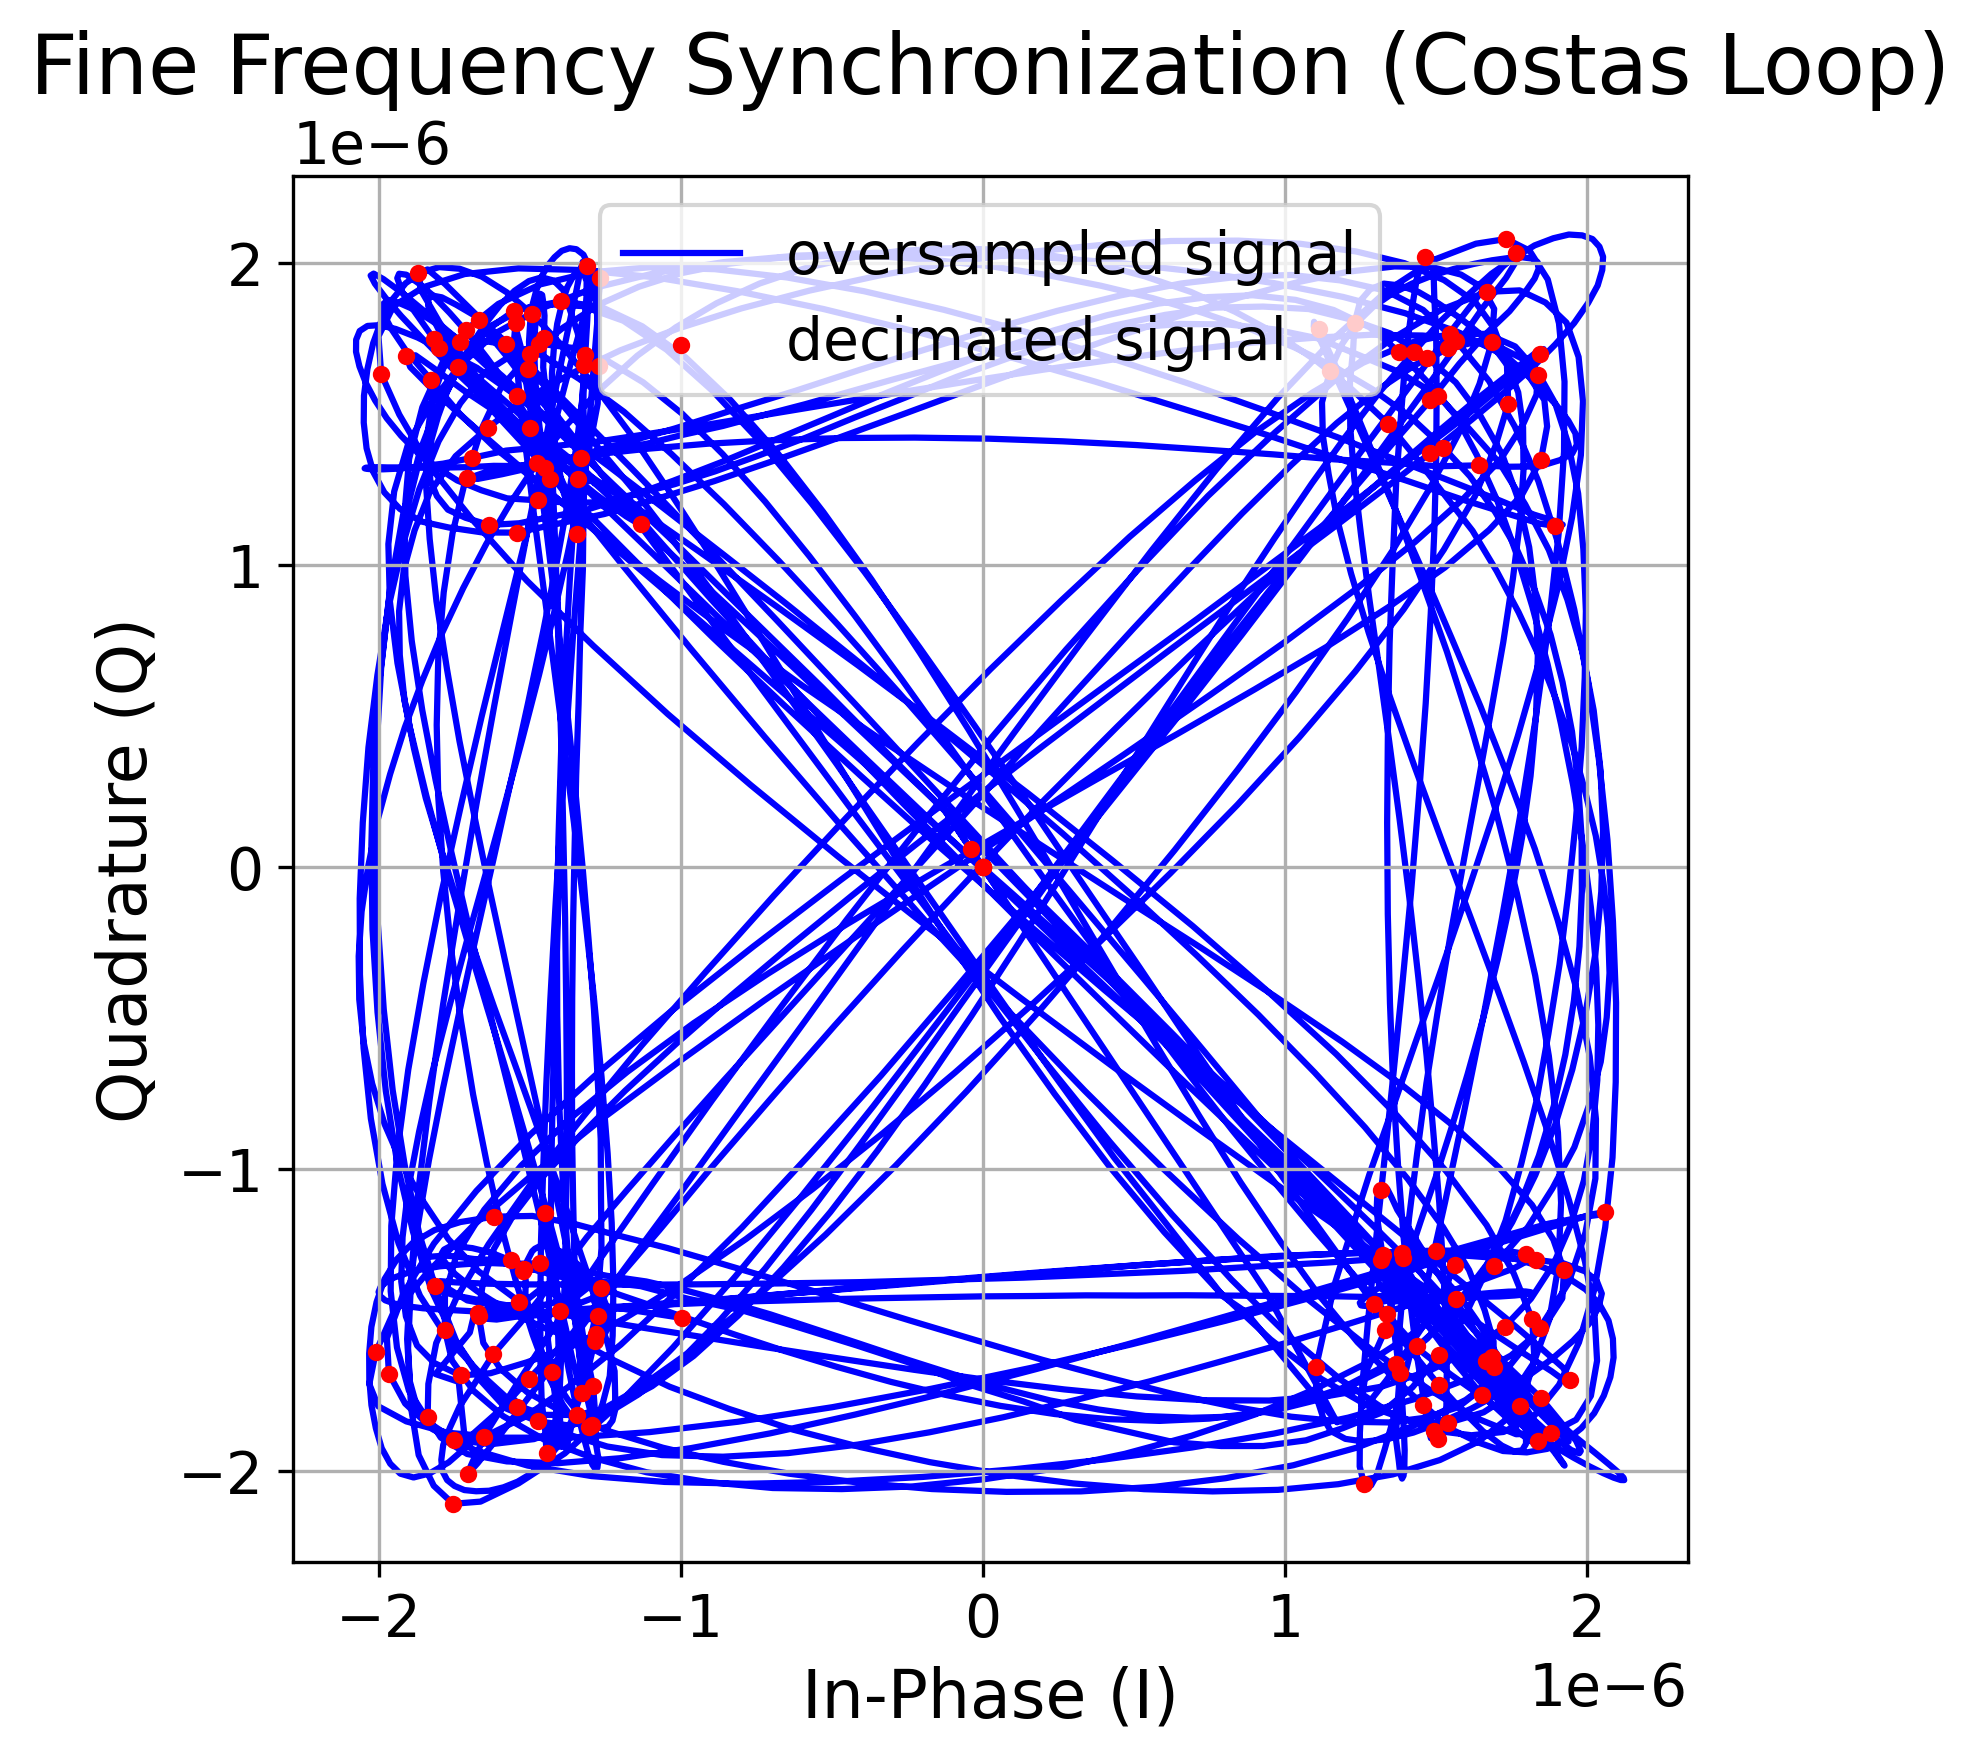 Fine Frequency Synchronization (Costas Loop)
1e−6
oversampled signal
decimated signal
2
1
0
−1
−2
Quadrature (Q)
−2 −1 0 1 2
1e−6
In-Phase (I)